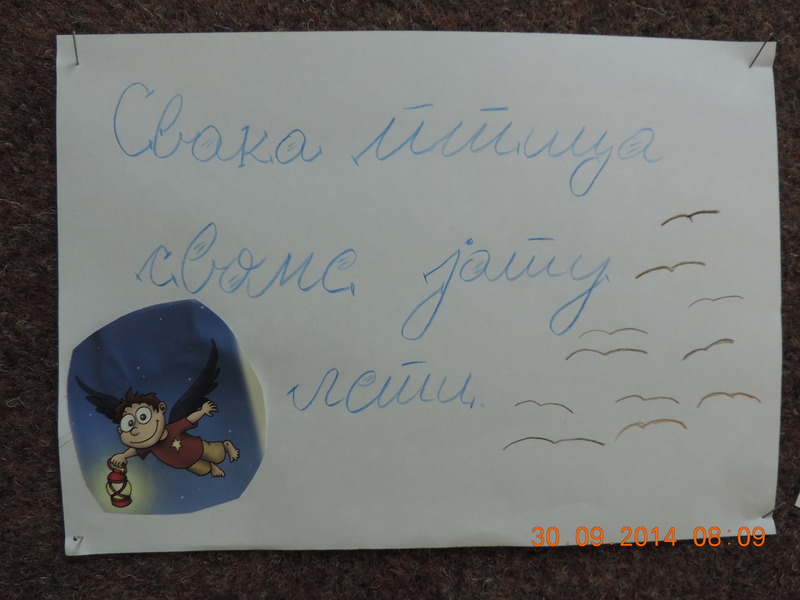 Свака птица
своме јату
лети.
30 09 2014 08:09